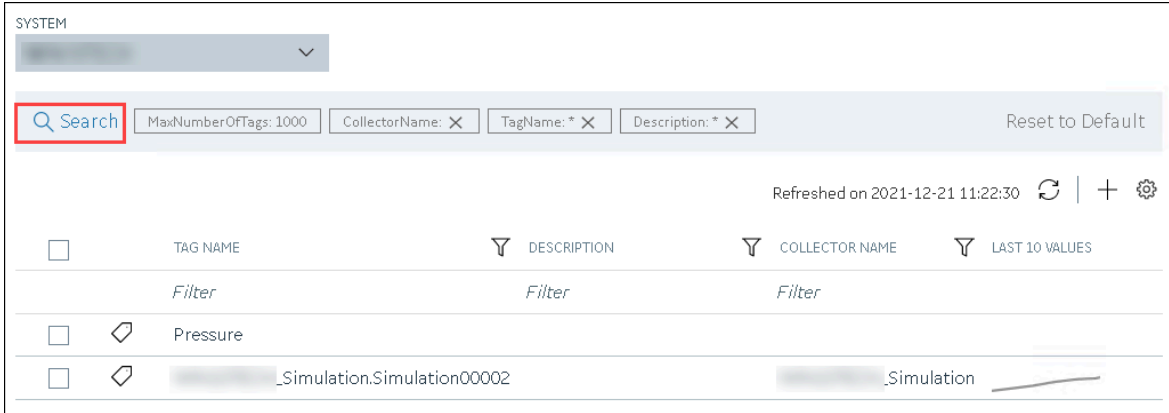 SYSTEM
Search MaxNumberOfTags: 1000 CollectorName: TagName: * Description: * Reset to Default
Refreshed on 2021-12-21 11:22:30
TAG NAME DESCRIPTION COLLECTOR NAME LAST 10 VALUES
Filter Filter Filter
Pressure
_Simulation.Simulation00002 _Simulation